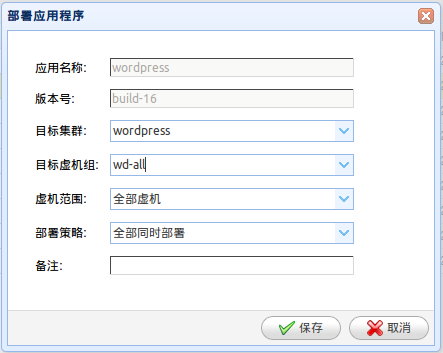 部署应用程序
应用名称: wordpress
版本号: build-16
目标集群: wordpress
目标虚机组: wd-all
虚机范围: 全部虚机
部署策略: 全部同时部署
备注:
保存 取消